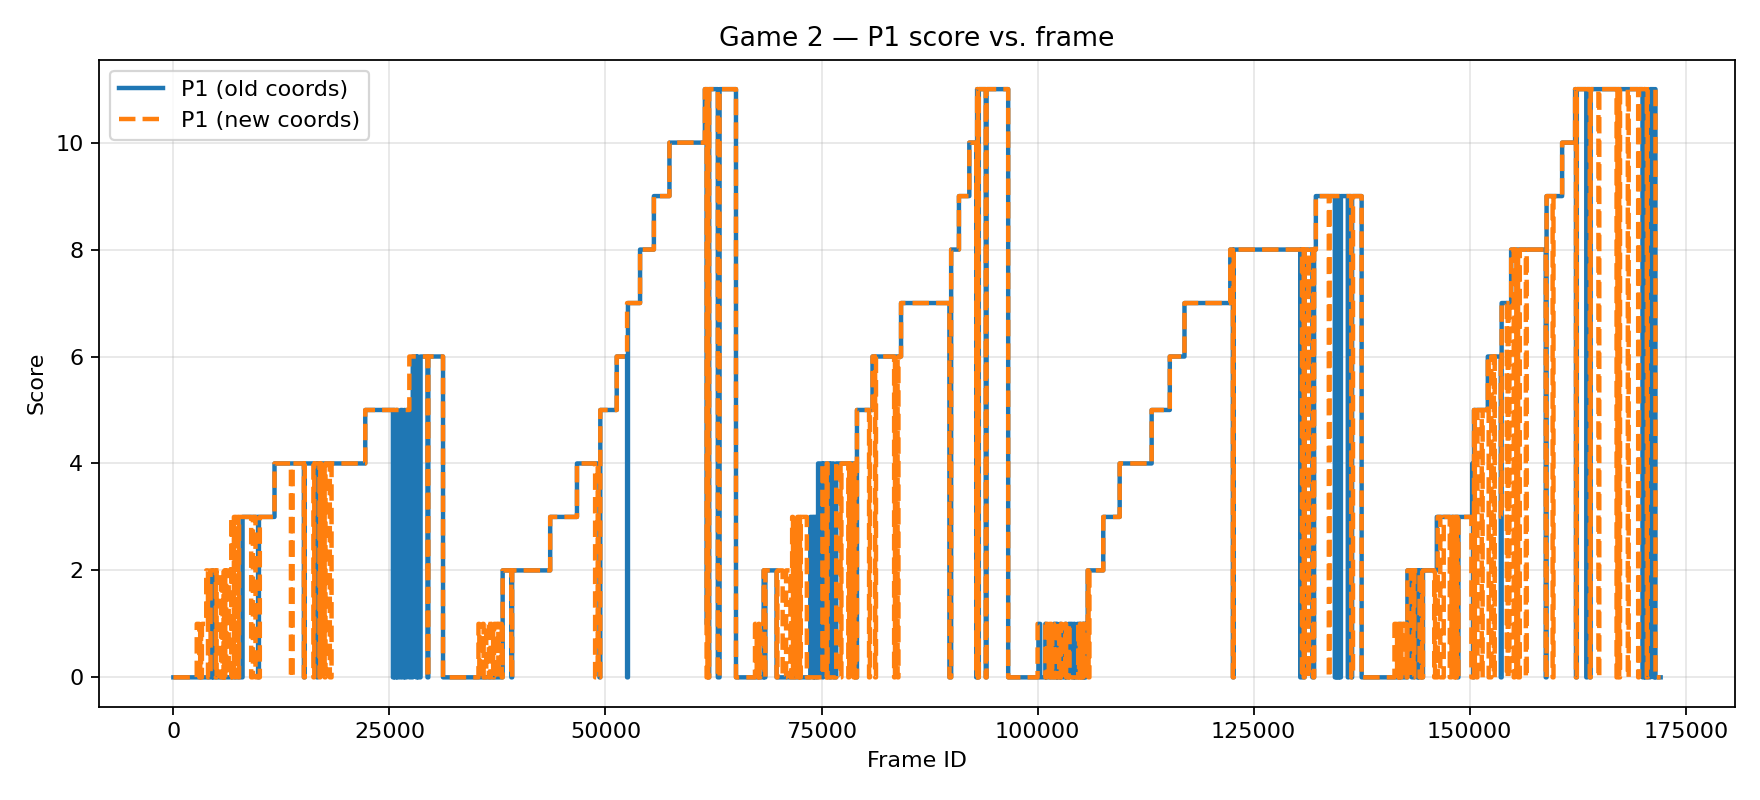 Game 2 — P1 score vs. frame
P1 (old coords)
P1 (new coords)
Score
10
8
6
4
2
0
0 25000 50000 75000 100000 125000 150000 175000
Frame ID